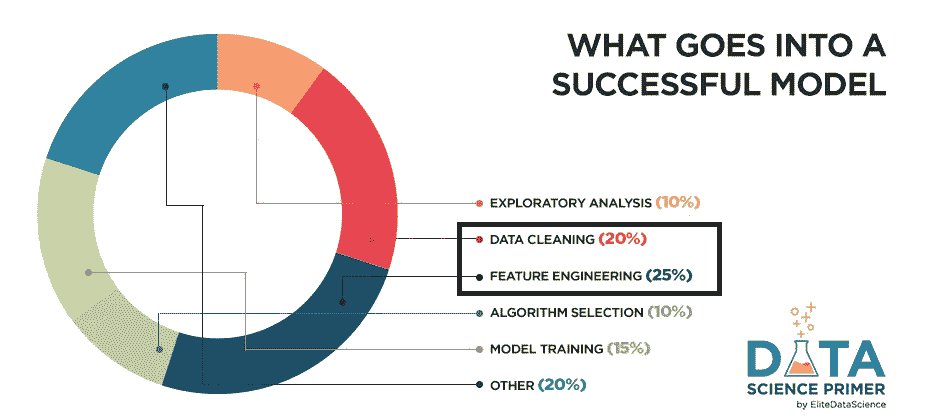 WHAT GOES INTO A
SUCCESSFUL MODEL
EXPLORATORY ANALYSIS (10%)
DATA CLEANING (20%)
FEATURE ENGINEERING (25%)
ALGORITHM SELECTION (10%)
MODEL TRAINING (15%)
OTHER (20%)
DATA
SCIENCE PRIMER
by EliteDataScience